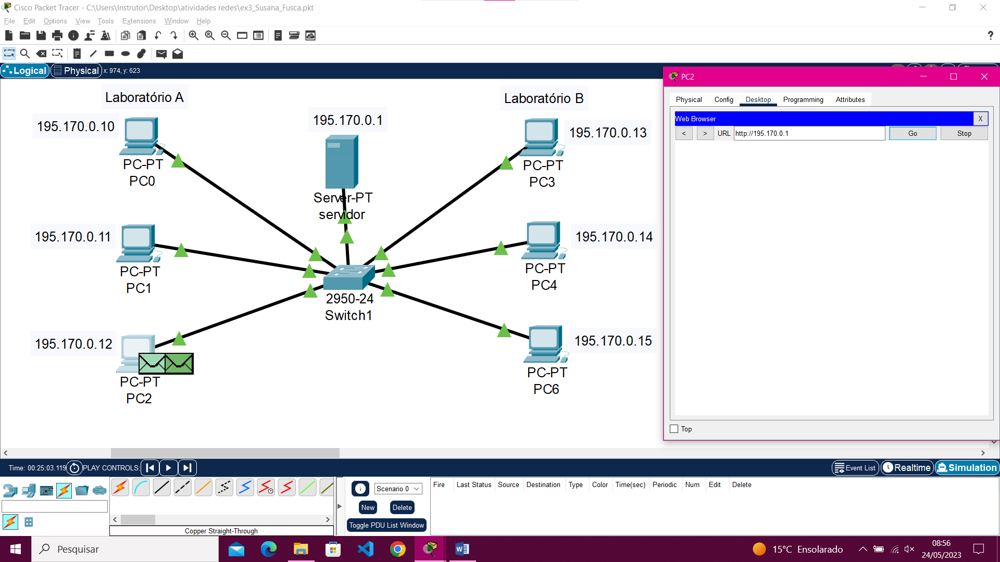 Cisco Packet Tracer - C:\Users\Instrutor\Desktop\atividades redes\ex3_Susana_Fusca.pkt
File Edit Options View Tools Extensions Window Help
?
Logical Physical x: 974, y: 623
Laboratório A
195.170.0.10
PC-PT
PC0
195.170.0.11
PC-PT
PC1
195.170.0.12
PC-PT
PC2
195.170.0.1
Server-PT
servidor
2950-24
Switch1
Laboratório B
195.170.0.13
PC-PT
PC3
195.170.0.14
PC-PT
PC4
195.170.0.15
PC-PT
PC6
PC2
Physical Config Desktop Programming Attributes
Web Browser X
< > URL http://195.170.0.1 Go Stop
Top
Time: 00:25:03.119 PLAY CONTROLS: Event List Realtime Simulation
Copper Straight-Through
Scenario 0
New Delete
Toggle PDU List Window
Fire Last Status Source Destination Type Color Time(sec) Periodic Num Edit Delete
Pesquisar
15°C Ensolarado
08:56
24/05/2023